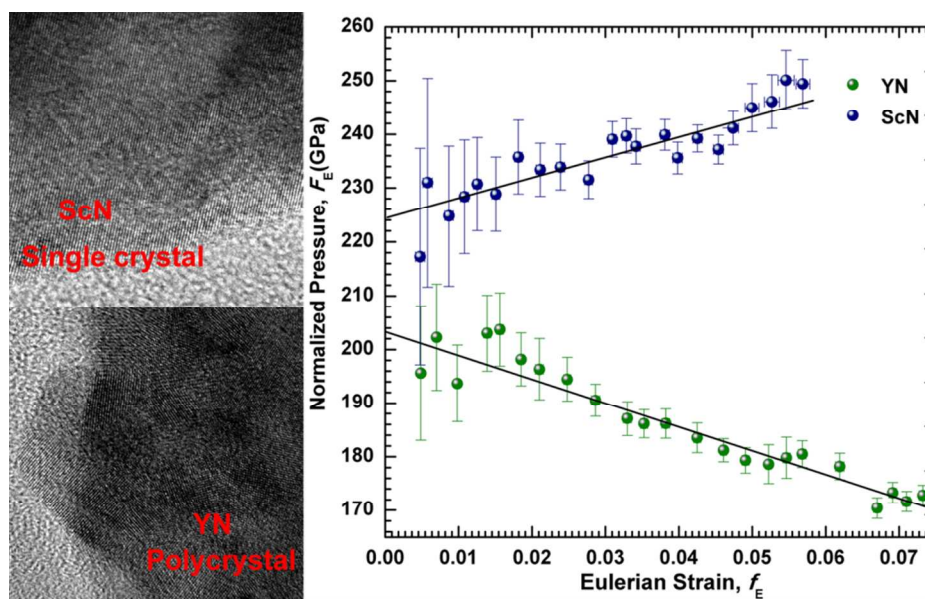 ScN
Single crystal
YN
Polycrystal
260
250
240
230
220
210
200
190
180
170
Normalized Pressure, F_E(GPa)
0.00 0.01 0.02 0.03 0.04 0.05 0.06 0.07
Eulerian Strain, f_E
YN
ScN